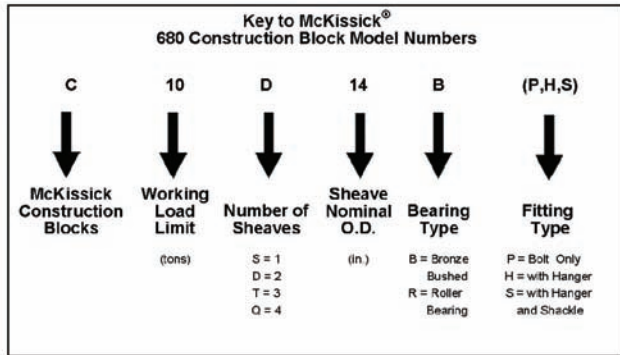 Key to McKissick®
680 Construction Block Model Numbers
C 10 D 14 B (P,H,S)
McKissick Construction Blocks
Working Load Limit
(tons)
Number of Sheaves
S = 1
D = 2
T = 3
Q = 4
Sheave Nominal O.D.
(in.)
Bearing Type
B = Bronze
Bushed
R = Roller
Bearing
Fitting Type
P = Bolt Only
H = with Hanger
S = with Hanger
and Shackle